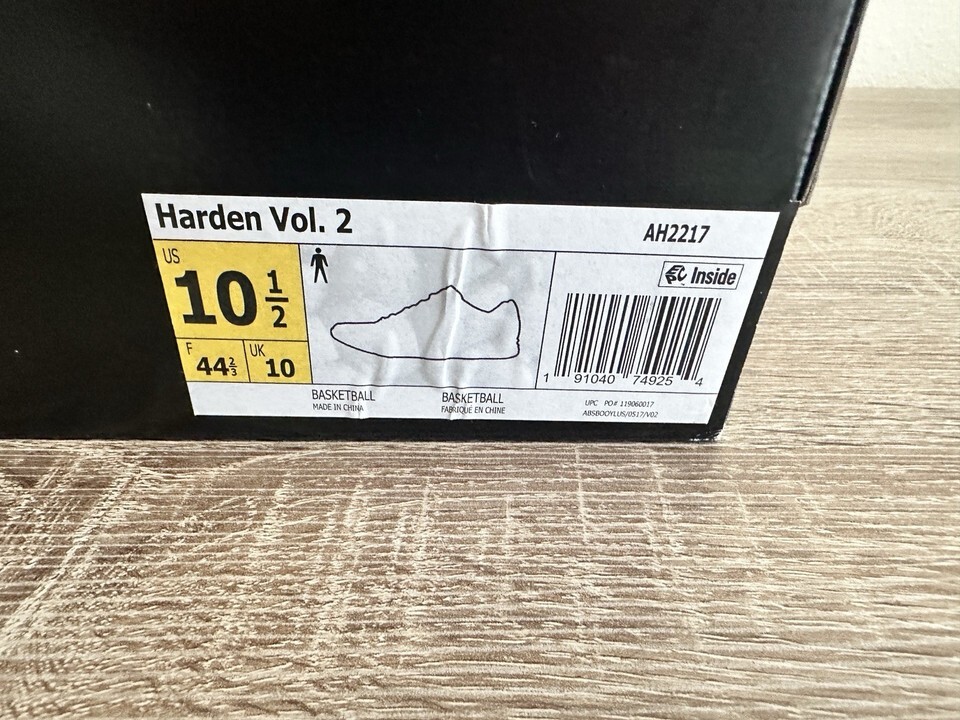 Harden Vol. 2
AH2217
US
10 1/2
F
44 2/3
UK
10
Inside
1 91040 74925 4
BASKETBALL
MADE IN CHINA
BASKETBALL
FABRIQUÉ EN CHINE
UPC PO# 119060017
ABSBOOYLUS/0517/V02